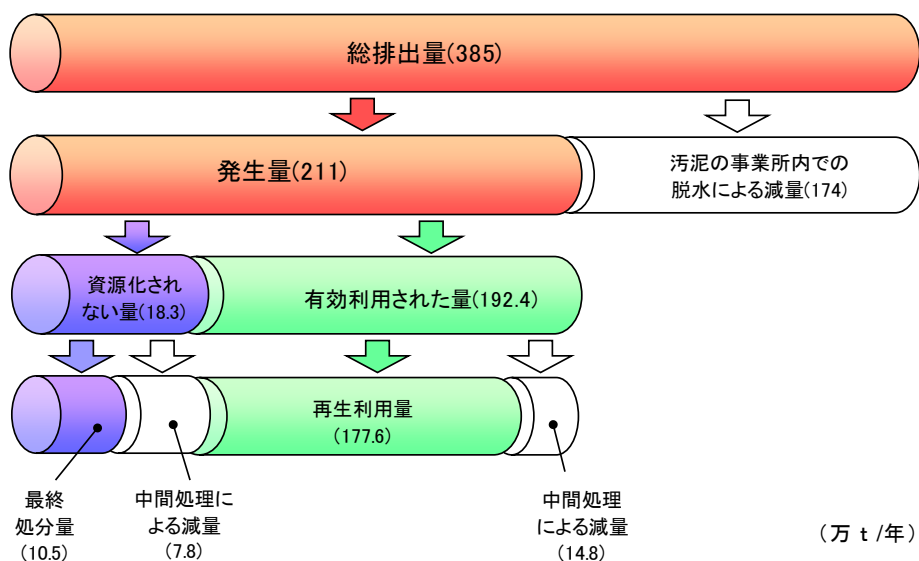 総排出量(385)
発生量(211)
汚泥の事業所内での
脱水による減量(174)
資源化され
ない量(18.3)
有効利用された量(192.4)
再生利用量
(177.6)
最終
処分量
(10.5)
中間処理に
よる減量
(7.8)
中間処理
による減量
(14.8)
(万 t /年)